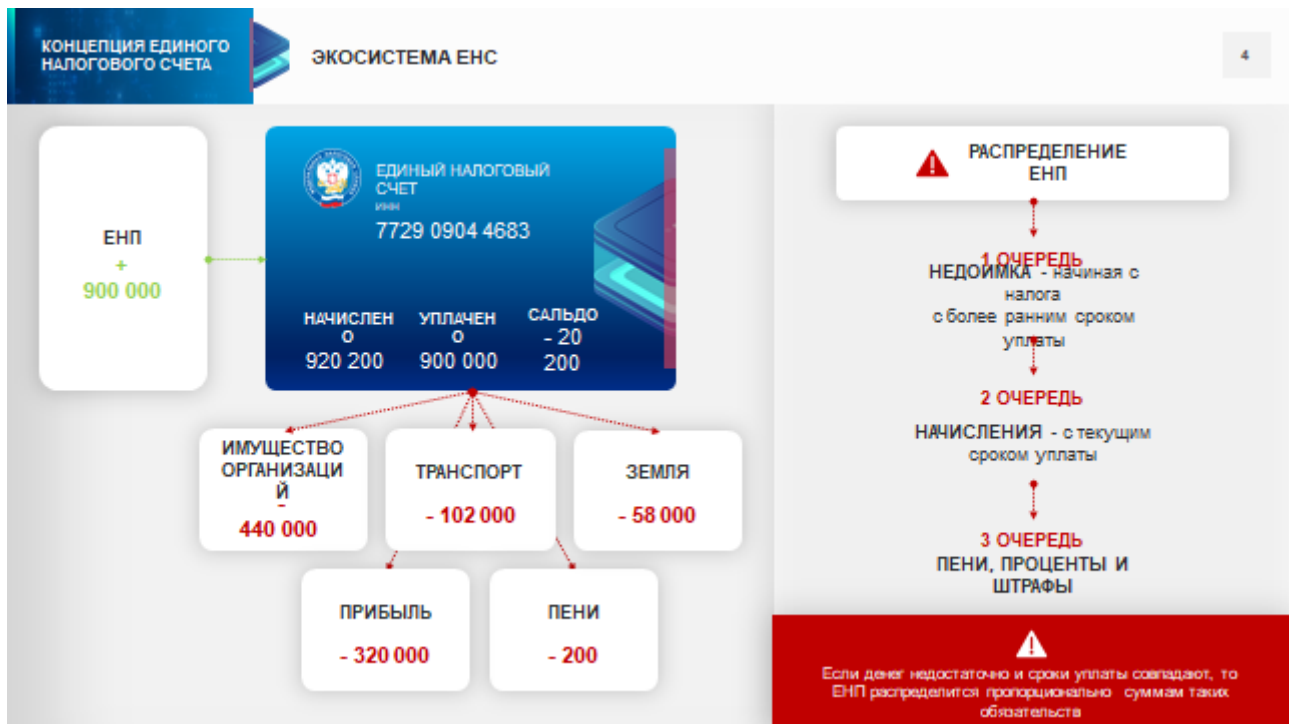 КОНЦЕПЦИЯ ЕДИНОГО
НАЛОГОВОГО СЧЕТА
ЭКОСИСТЕМА ЕНС
4
ЕНП
+
900 000
ЕДИНЫЙ НАЛОГОВЫЙ
СЧЕТ
ИНН
7729 0904 4683
НАЧИСЛЕН
О
920 200
УПЛАЧЕН
О
900 000
САЛЬДО
- 20
200
ИМУЩЕСТВО
ОРГАНИЗАЦИ
Й
-
440 000
ТРАНСПОРТ
- 102 000
ЗЕМЛЯ
- 58 000
ПРИБЫЛЬ
- 320 000
ПЕНИ
- 200
РАСПРЕДЕЛЕНИЕ
ЕНП
1 ОЧЕРЕДЬ
НЕДОИМКА - начиная с
налога
с более ранним сроком
уплаты
2 ОЧЕРЕДЬ
НАЧИСЛЕНИЯ - с текущим
сроком уплаты
3 ОЧЕРЕДЬ
ПЕНИ, ПРОЦЕНТЫ И
ШТРАФЫ
Если денег недостаточно и сроки уплаты совпадают, то
ЕНП распределится пропорционально суммам таких
обязательств